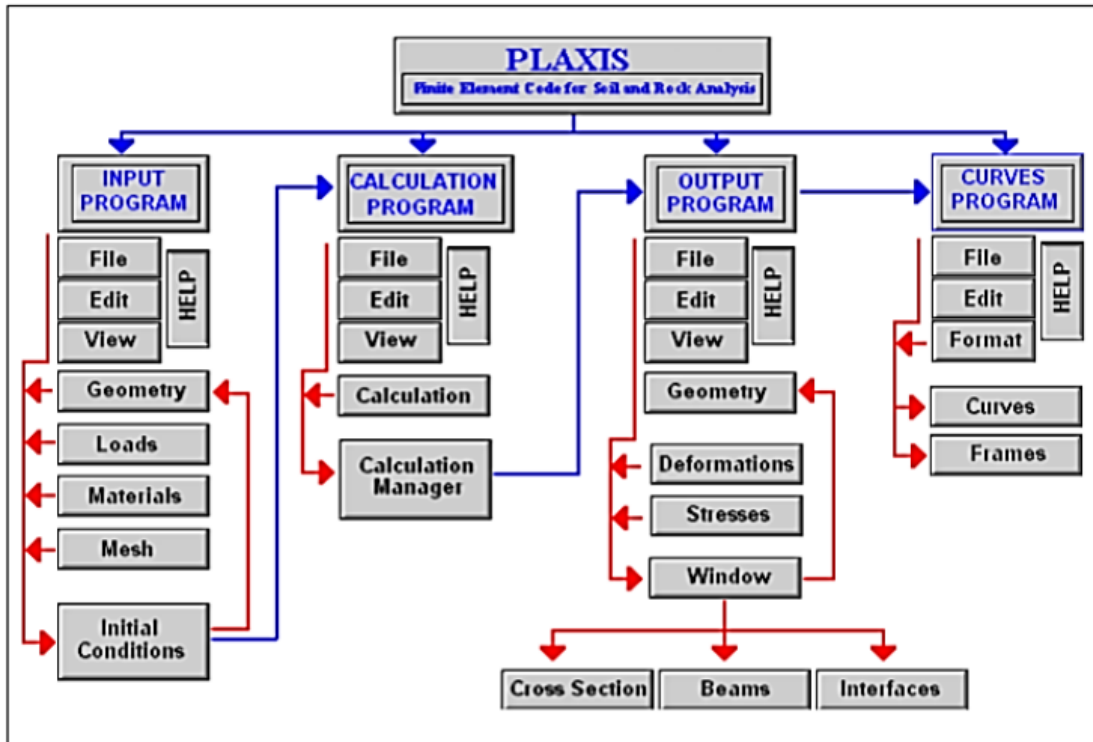 PLAXIS
Finite Element Code for Soil and Rock Analysis
INPUT
PROGRAM
File
Edit
View
HELP
Geometry
Loads
Materials
Mesh
Initial
Conditions
CALCULATION
PROGRAM
File
Edit
View
HELP
Calculation
Calculation
Manager
OUTPUT
PROGRAM
File
Edit
View
HELP
Geometry
Deformations
Stresses
Window
Cross Section
Beams
Interfaces
CURVES
PROGRAM
File
Edit
Format
HELP
Curves
Frames